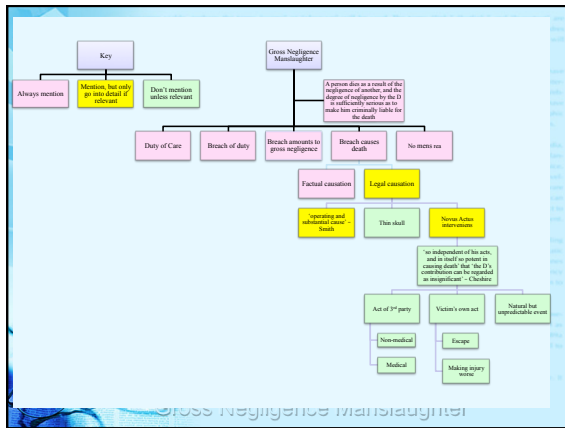 Key
Always mention
Mention, but only
go into detail if
relevant
Don't mention
unless relevant
Gross Negligence
Manslaughter
A person dies as a result of the
negligence of another, and the
degree of negligence by the D
is sufficiently serious as to
make him criminally liable for
the death
Duty of Care
Breach of duty
Breach amounts to
gross negligence
Breach causes
death
No mens rea
Factual causation
Legal causation
'operating and
substantial cause' –
Smith
Thin skull
Novus Actus
interveniens
'so independent of his acts,
and in itself so potent in
causing death' that 'the D's
contribution can be regarded
as insignificant' – Cheshire
Act of 3rd party
Victim's own act
Natural but
unpredictable event
Non-medical
Medical
Escape
Making injury
worse
Gross Negligence Manslaughter